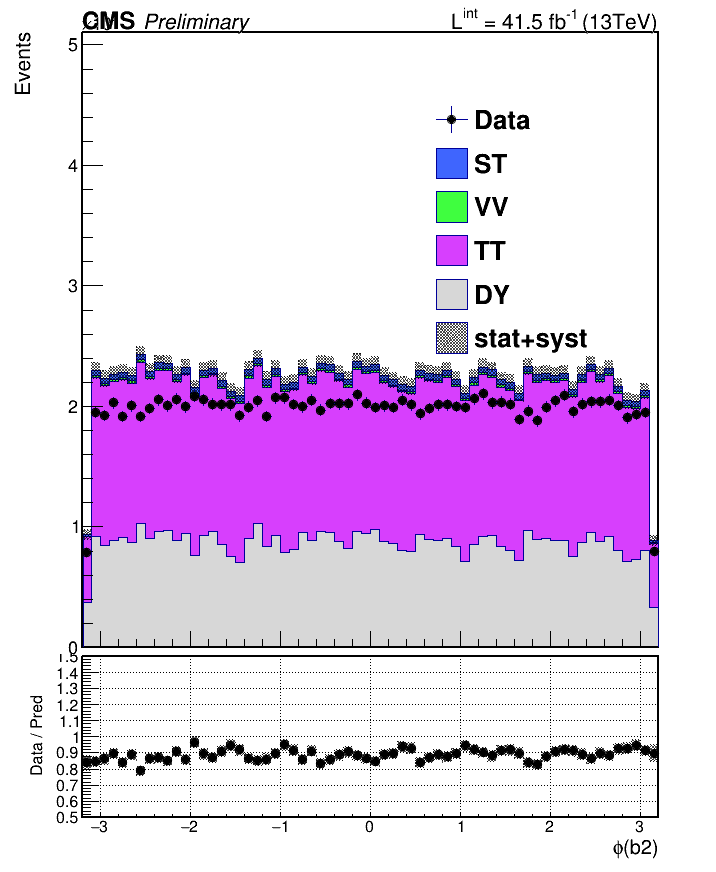 CMS Preliminary L^int = 41.5 fb^-1 (13TeV)
Events
5
4
3
2
1
0
Data
ST
VV
TT
DY
stat+syst
Data / Pred
1.5
1.4
1.3
1.2
1.1
1
0.9
0.8
0.7
0.6
0.5
−3 −2 −1 0 1 2 3
ϕ(b2)